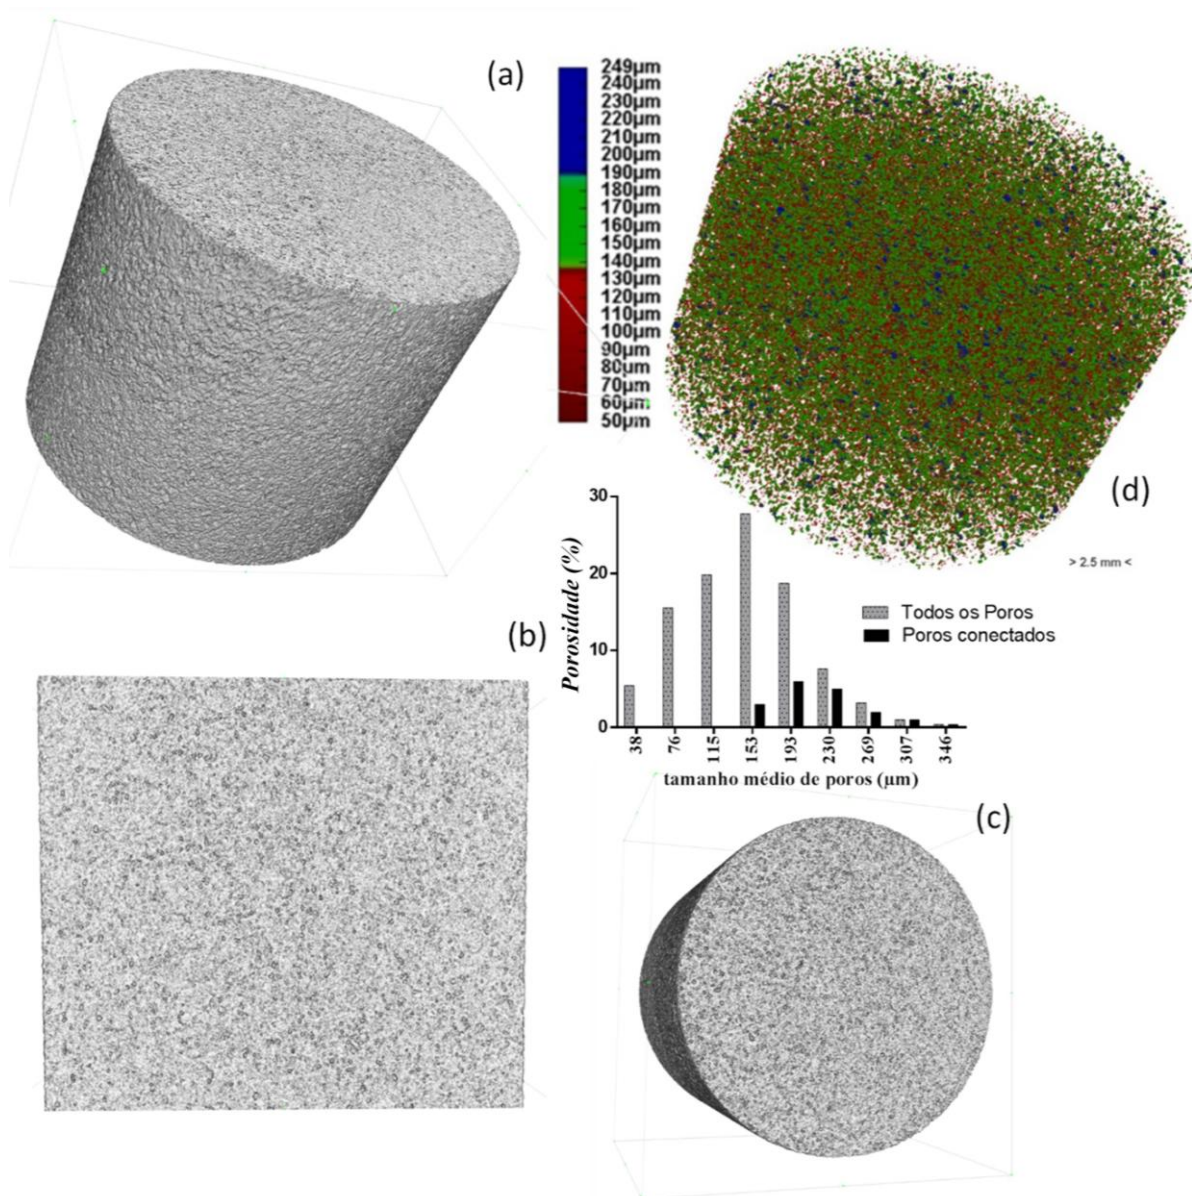 (a)
249µm
240µm
230µm
220µm
210µm
200µm
190µm
180µm
170µm
160µm
150µm
140µm
130µm
120µm
110µm
100µm
90µm
80µm
70µm
60µm
50µm
(d)
> 2.5 mm <
30
20
10
0
Porosidade (%)
Todos os Poros
Poros conectados
38 76 115 153 193 230 269 307 346
tamanho médio de poros (µm)
(b)
(c)